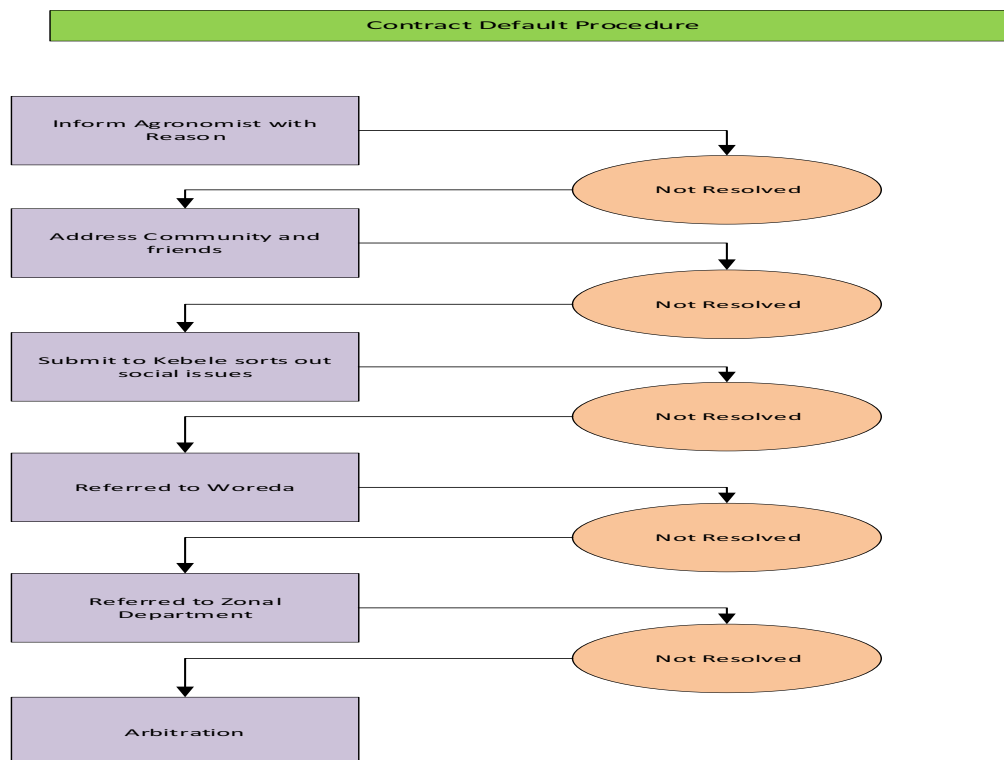 Contract Default Procedure
Inform Agronomist with
Reason
Not Resolved
Address Community and
friends
Not Resolved
Submit to Kebele sorts out
social issues
Not Resolved
Referred to Woreda
Not Resolved
Referred to Zonal
Department
Not Resolved
Arbitration